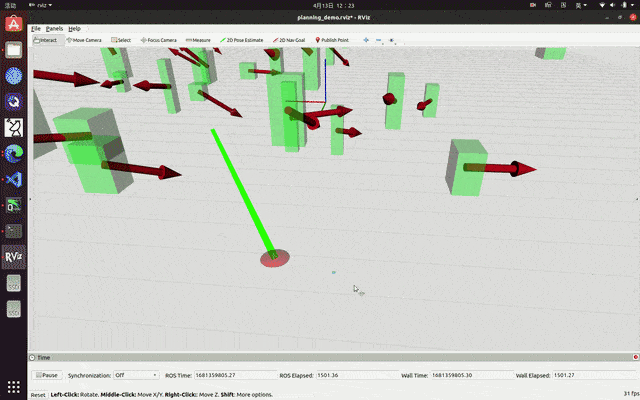 活动 rviz ▾ 4月13日 12:23 英
planning_demo.rviz* - RViz
File Panels Help
Interact Move Camera Select Focus Camera Measure 2D Pose Estimate 2D Nav Goal Publish Point
RViz
Time
Pause Synchronization: Off ROS Time: 1681359805.27 ROS Elapsed: 1501.36 Wall Time: 1681359805.30 Wall Elapsed: 1501.27
Reset Left-Click: Rotate. Middle-Click: Move X/Y. Right-Click: Move Z. Shift: More options. 31 fps